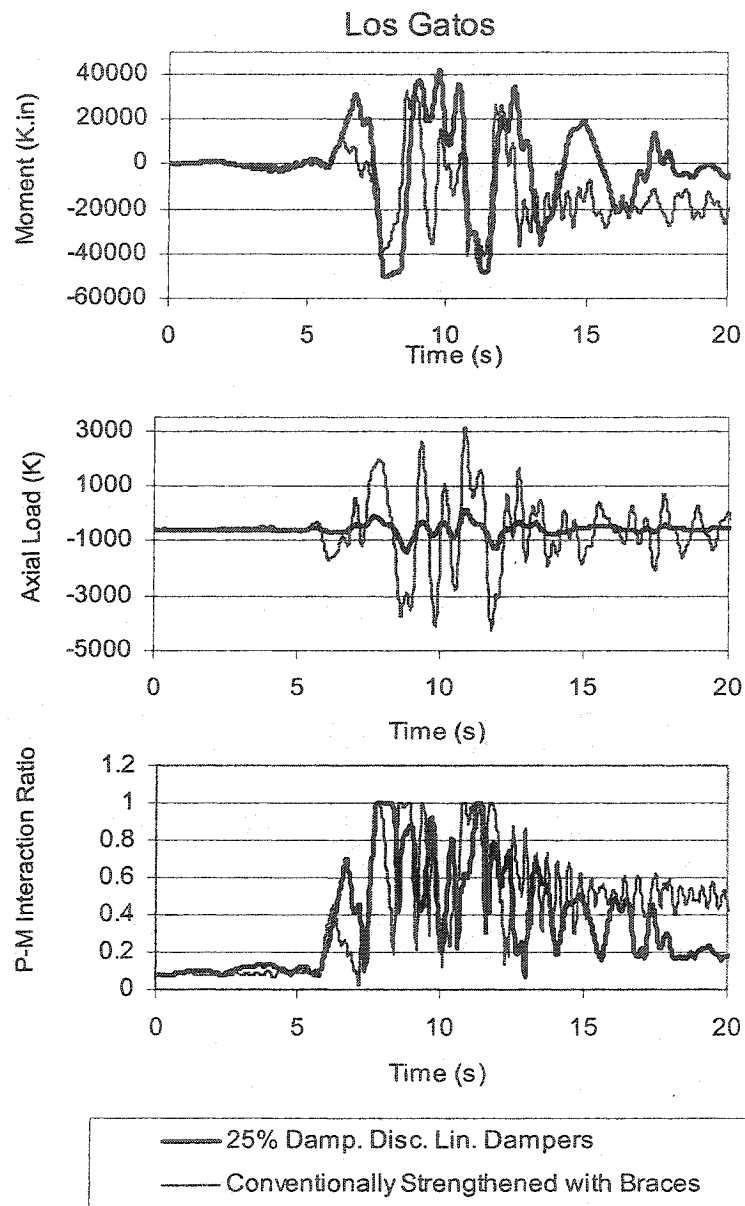 Los Gatos
Moment (K.in)
40000
20000
0
-20000
-40000
-60000
0 5 10 15 20
Time (s)
Axial Load (K)
3000
1000
-1000
-3000
-5000
0 5 10 15 20
Time (s)
P-M Interaction Ratio
1.2
1
0.8
0.6
0.4
0.2
0
0 5 10 15 20
Time (s)
25% Damp. Disc. Lin. Dampers
Conventionally Strengthened with Braces